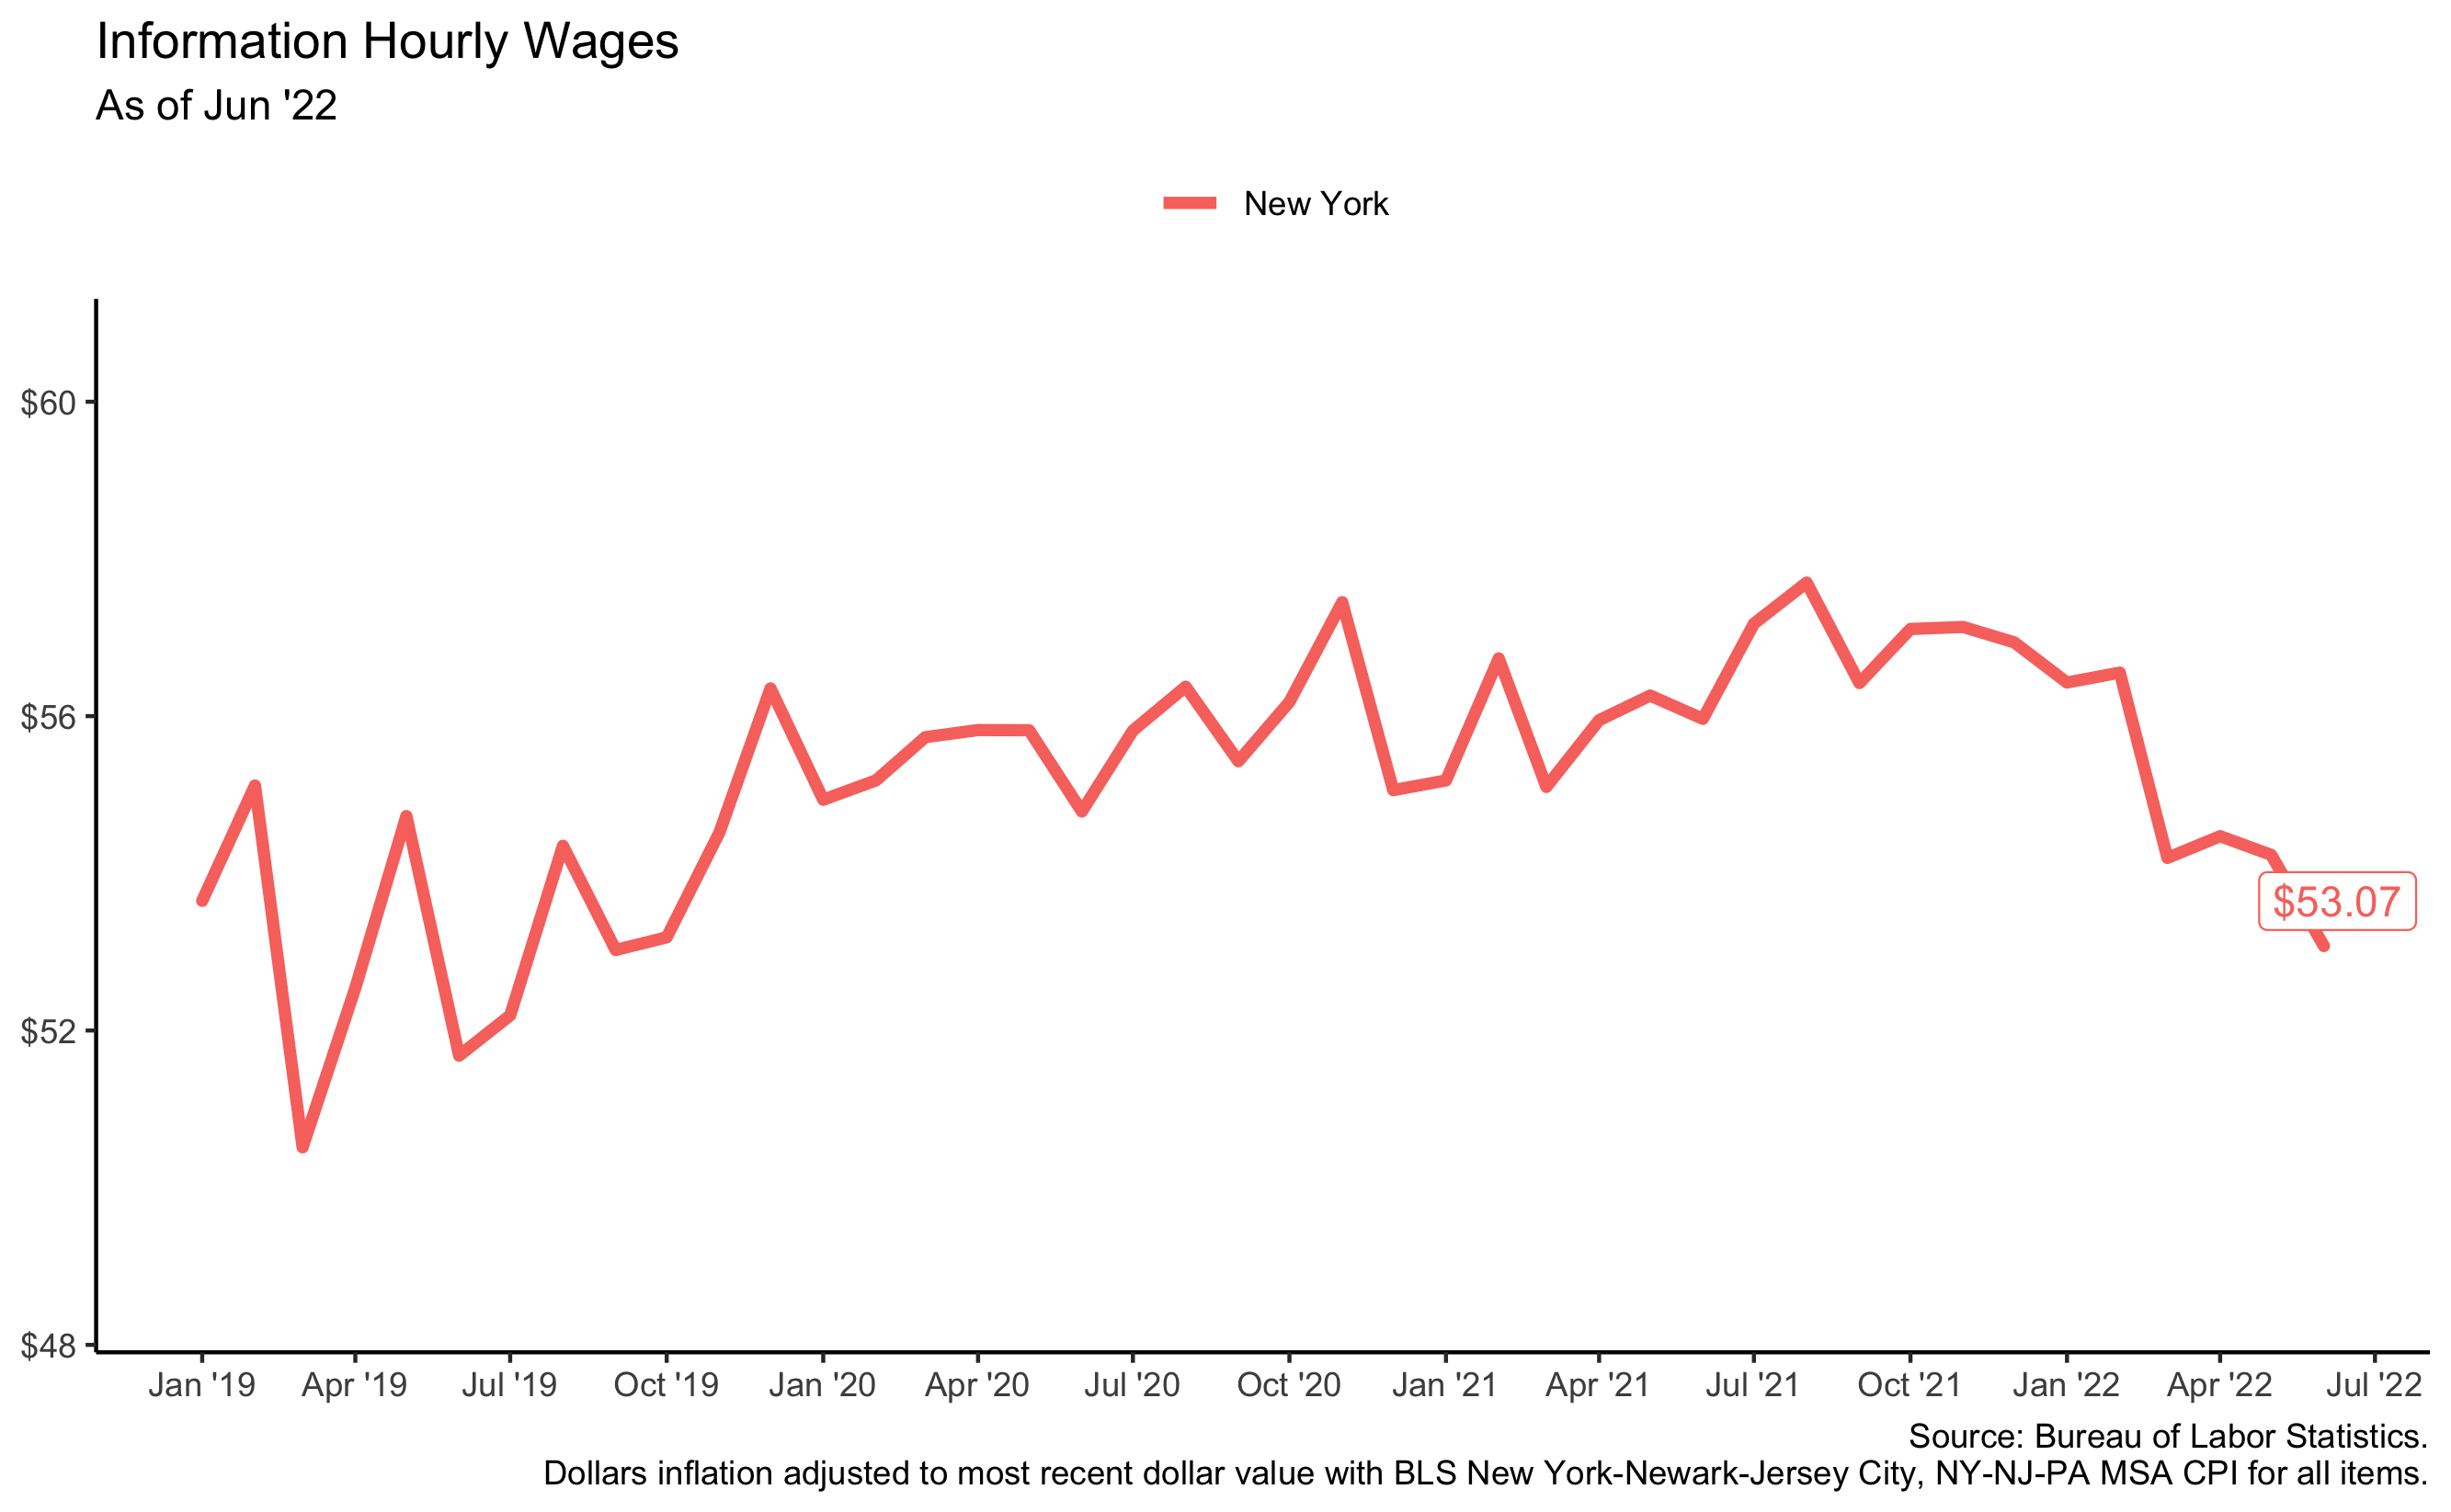 Information Hourly Wages
As of Jun '22
New York
$60
$56
$52
$48
$53.07
Jan '19 Apr '19 Jul '19 Oct '19 Jan '20 Apr '20 Jul '20 Oct '20 Jan '21 Apr '21 Jul '21 Oct '21 Jan '22 Apr '22 Jul '22
Source: Bureau of Labor Statistics.
Dollars inflation adjusted to most recent dollar value with BLS New York-Newark-Jersey City, NY-NJ-PA MSA CPI for all items.